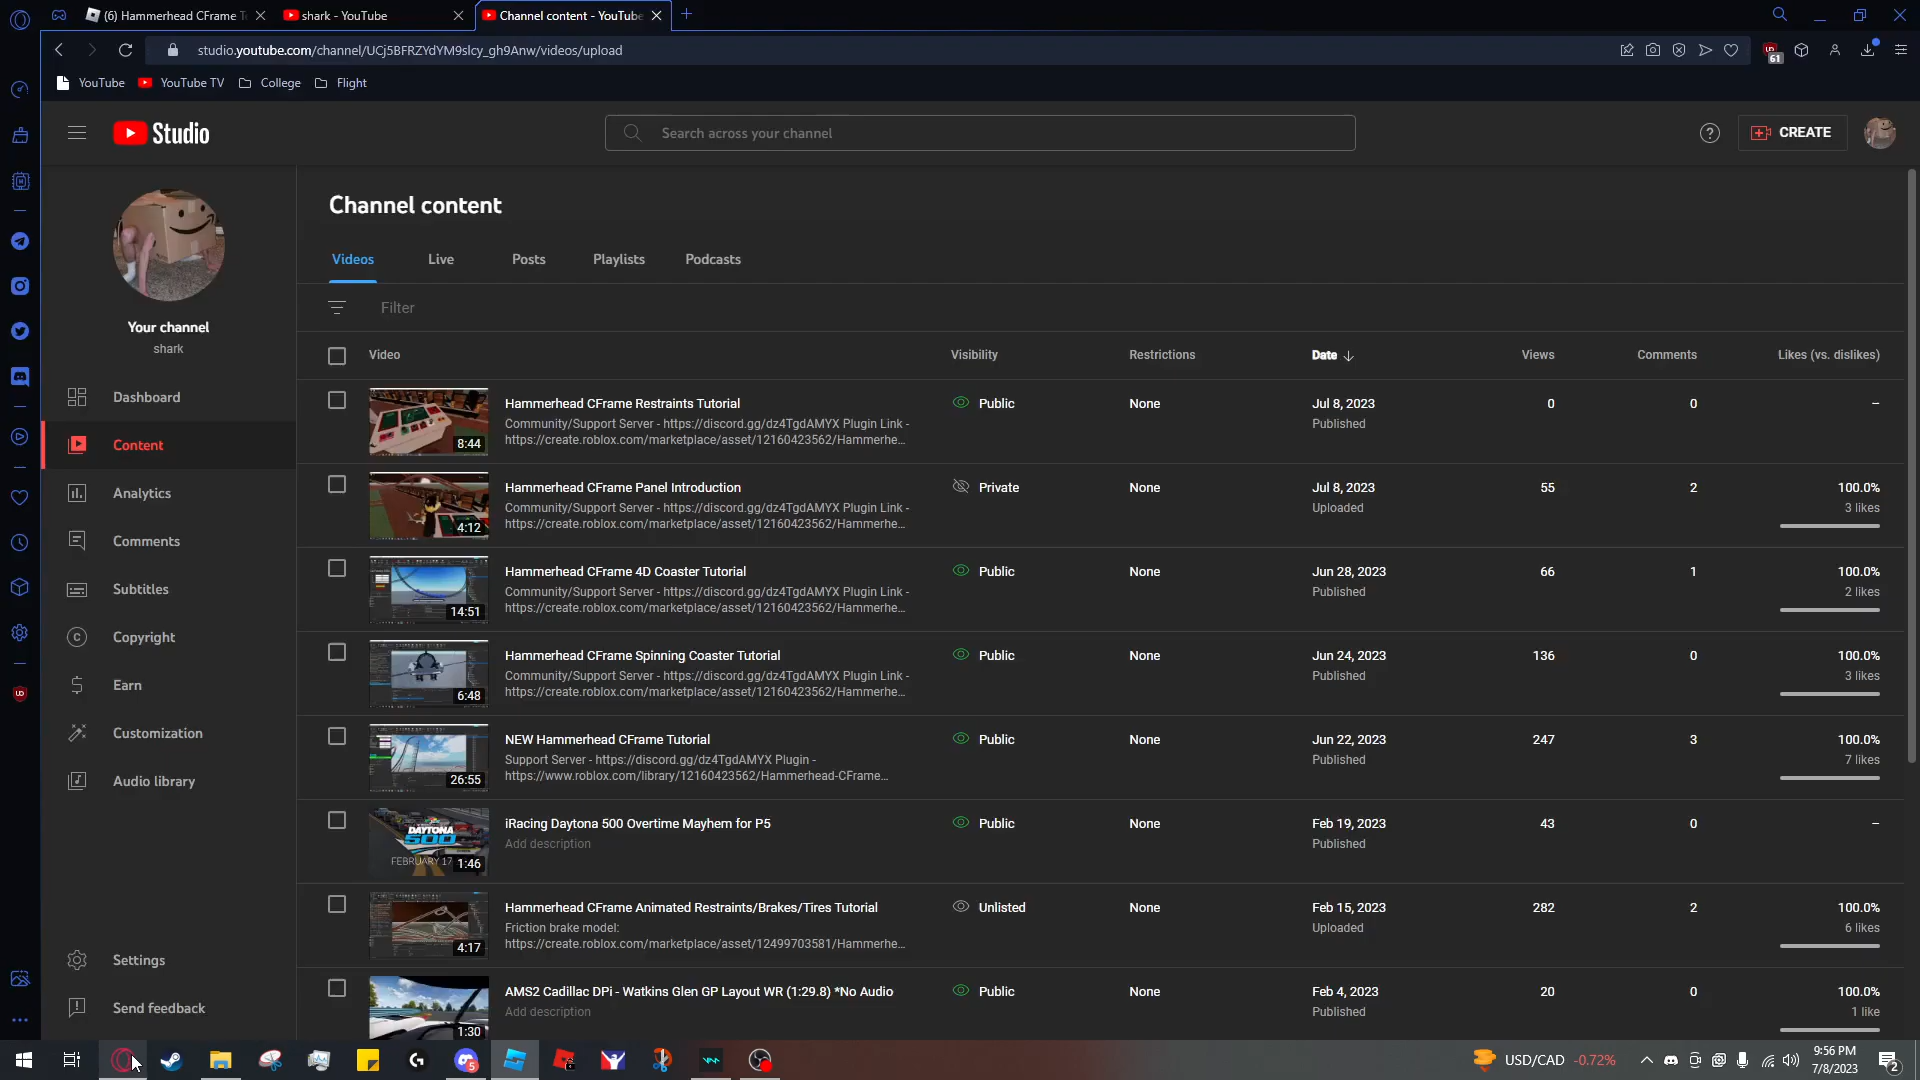 (6) Hammerhead CFrame T
shark - YouTube
Channel content - YouTube
studio.youtube.com/channel/UCj5BFRZYdYM9slcy_gh9Anw/videos/upload
61
YouTube
YouTube TV
College
Flight
Studio
Search across your channel
CREATE
Your channel
shark
Dashboard
Content
Analytics
Comments
Subtitles
Copyright
Earn
Customization
Audio library
Settings
Send feedback
Channel content
Videos Live Posts Playlists Podcasts
Filter
Video Visibility Restrictions Date Views Comments Likes (vs. dislikes)
8:44
Hammerhead CFrame Restraints Tutorial Public None Jul 8, 2023 0 0 –
Community/Support Server - https://discord.gg/dz4TgdAMYX Plugin Link - Published
https://create.roblox.com/marketplace/asset/12160423562/Hammerhe...
4:12
Hammerhead CFrame Panel Introduction Private None Jul 8, 2023 55 2 100.0%
Community/Support Server - https://discord.gg/dz4TgdAMYX Plugin Link - Uploaded 3 likes
https://create.roblox.com/marketplace/asset/12160423562/Hammerhe...
14:51
Hammerhead CFrame 4D Coaster Tutorial Public None Jun 28, 2023 66 1 100.0%
Community/Support Server - https://discord.gg/dz4TgdAMYX Plugin Link - Published 2 likes
https://create.roblox.com/marketplace/asset/12160423562/Hammerhe...
6:48
Hammerhead CFrame Spinning Coaster Tutorial Public None Jun 24, 2023 136 0 100.0%
Community/Support Server - https://discord.gg/dz4TgdAMYX Plugin Link - Published 3 likes
https://create.roblox.com/marketplace/asset/12160423562/Hammerhe...
26:55
NEW Hammerhead CFrame Tutorial Public None Jun 22, 2023 247 3 100.0%
Support Server - https://discord.gg/dz4TgdAMYX Plugin - Published 7 likes
https://www.roblox.com/library/12160423562/Hammerhead-CFrame...
DAYTONA
500
FEBRUARY 17
1:46
iRacing Daytona 500 Overtime Mayhem for P5 Public None Feb 19, 2023 43 0 –
Add description Published
4:17
Hammerhead CFrame Animated Restraints/Brakes/Tires Tutorial Unlisted None Feb 15, 2023 282 2 100.0%
Friction brake model: Uploaded 6 likes
https://create.roblox.com/marketplace/asset/12499703581/Hammerhe...
1:30
AMS2 Cadillac DPi - Watkins Glen GP Layout WR (1:29.8) *No Audio Public None Feb 4, 2023 20 0 100.0%
Add description Published 1 like
5
USD/CAD -0.72%
9:56 PM
7/8/2023
2